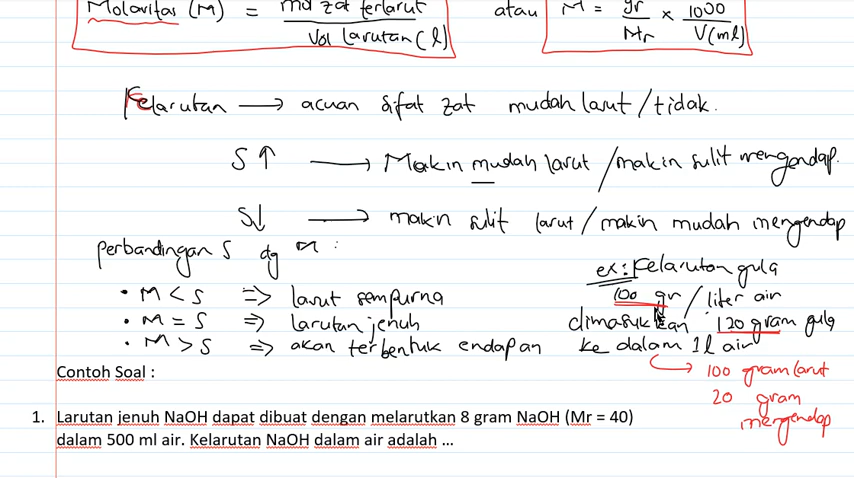 Molaritas (M) = mol zat terlarut / Vol larutan (l) atau M = gr / Mr x 1000 / V(ml)
Kelarutan → acuan sifat zat mudah larut / tidak.
S ↑ → Makin mudah larut / makin sulit mengendap.
S ↓ → makin sulit larut / makin mudah mengendap
perbandingan S dg M :
• M < S => larut sempurna
• M = S => larutan jenuh
• M > S => akan terbentuk endapan
ex: Kelarutan gula
100 gr / liter air
dimasukkan 120 gram gula
ke dalam 1 l air
→ 100 gram larut
20 gram
mengendap
Contoh Soal :
1. Larutan jenuh NaOH dapat dibuat dengan melarutkan 8 gram NaOH (Mr = 40)
dalam 500 ml air. Kelarutan NaOH dalam air adalah ...